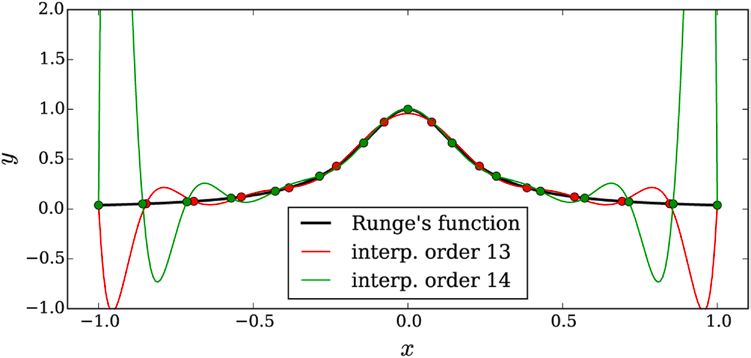 2.0
1.5
1.0
y
0.5
0.0
Runge's function
interp. order 13
−0.5
interp. order 14
−1.0
−1.0 −0.5 0.0 0.5 1.0
x